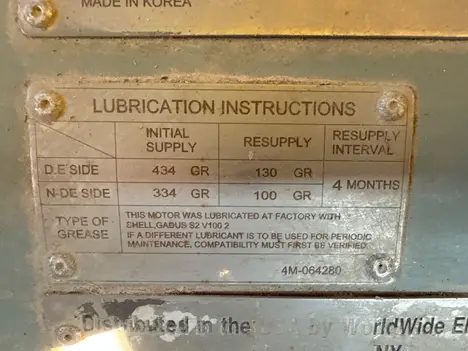 MADE IN KOREA
LUBRICATION INSTRUCTIONS
INITIAL SUPPLY RESUPPLY RESUPPLY INTERVAL
D.E SIDE 434 GR 130 GR 4 MONTHS
N-DE SIDE 334 GR 100 GR
TYPE OF GREASE
THIS MOTOR WAS LUBRICATED AT FACTORY WITH
SHELL,GADUS S2 V100 2
IF A DIFFERENT LUBRICANT IS TO BE USED FOR PERIODIC
MAINTENANCE, COMPATIBILITY MUST FIRST BE VERIFIED.
4M-064280
Distributed in the by WorldWide El
NY